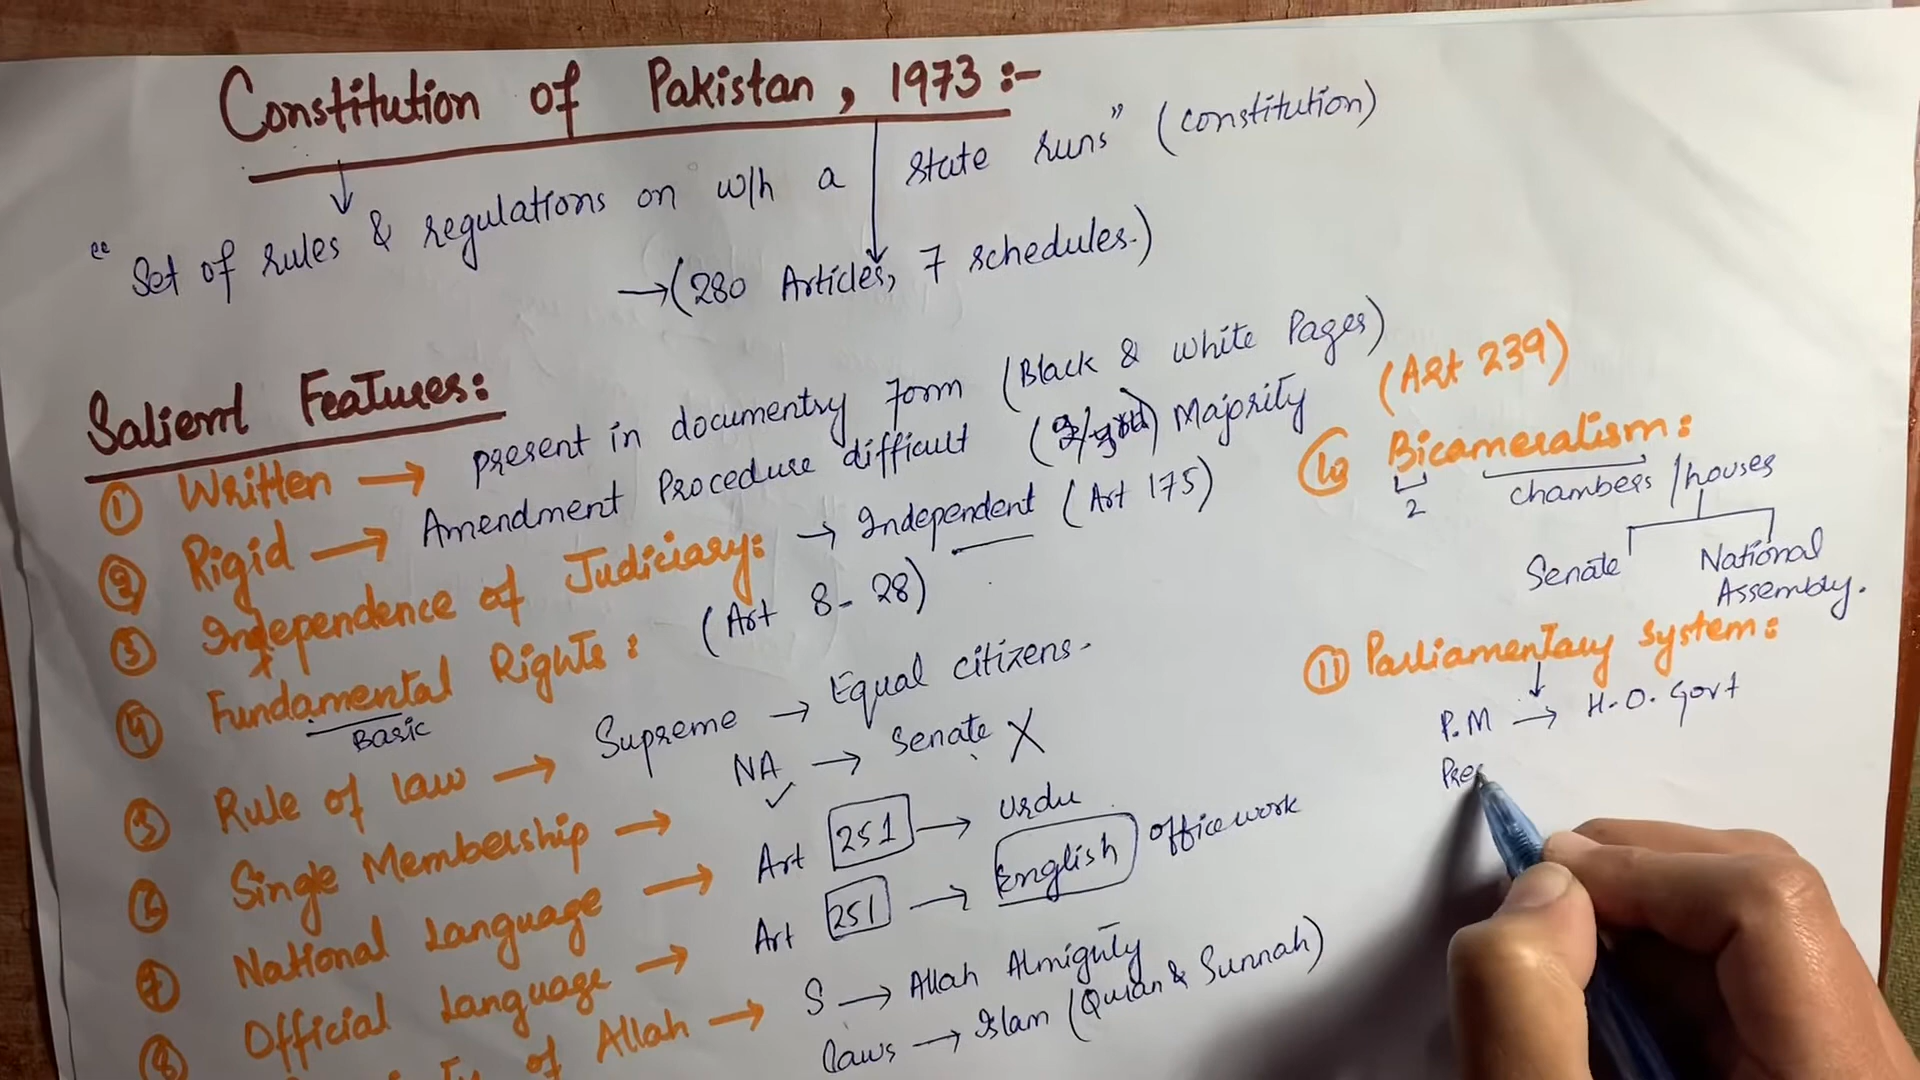 Constitution of Pakistan, 1973:-
“Set of rules & regulations on w/h a state runs” (constitution)
→(280 Articles, 7 schedules.)
Salient Features:
① Written → present in documentry form (Black & white Pages)
② Rigid → Amendment Procedure difficult (2/3rd) Majority (Art 239)
③ Independence of Judiciary: → Independent (Art 175)
④ Fundamental Rights: (Art 8-28)
Basic
⑤ Rule of law → Supreme → Equal citizens.
⑥ Single Membership → NA → Senate X
✓
⑦ National Language → Art 251 → Urdu
⑧ Official Language → Art 251 → English office work
of Allah → S → Allah Almighty
Laws → Islam (Quran & Sunnah)
⑩ Bicameralism:
2 chambers / houses
Senate National Assembly.
⑪ Parliamentary System:
P.M → H.O. Govt
Pres